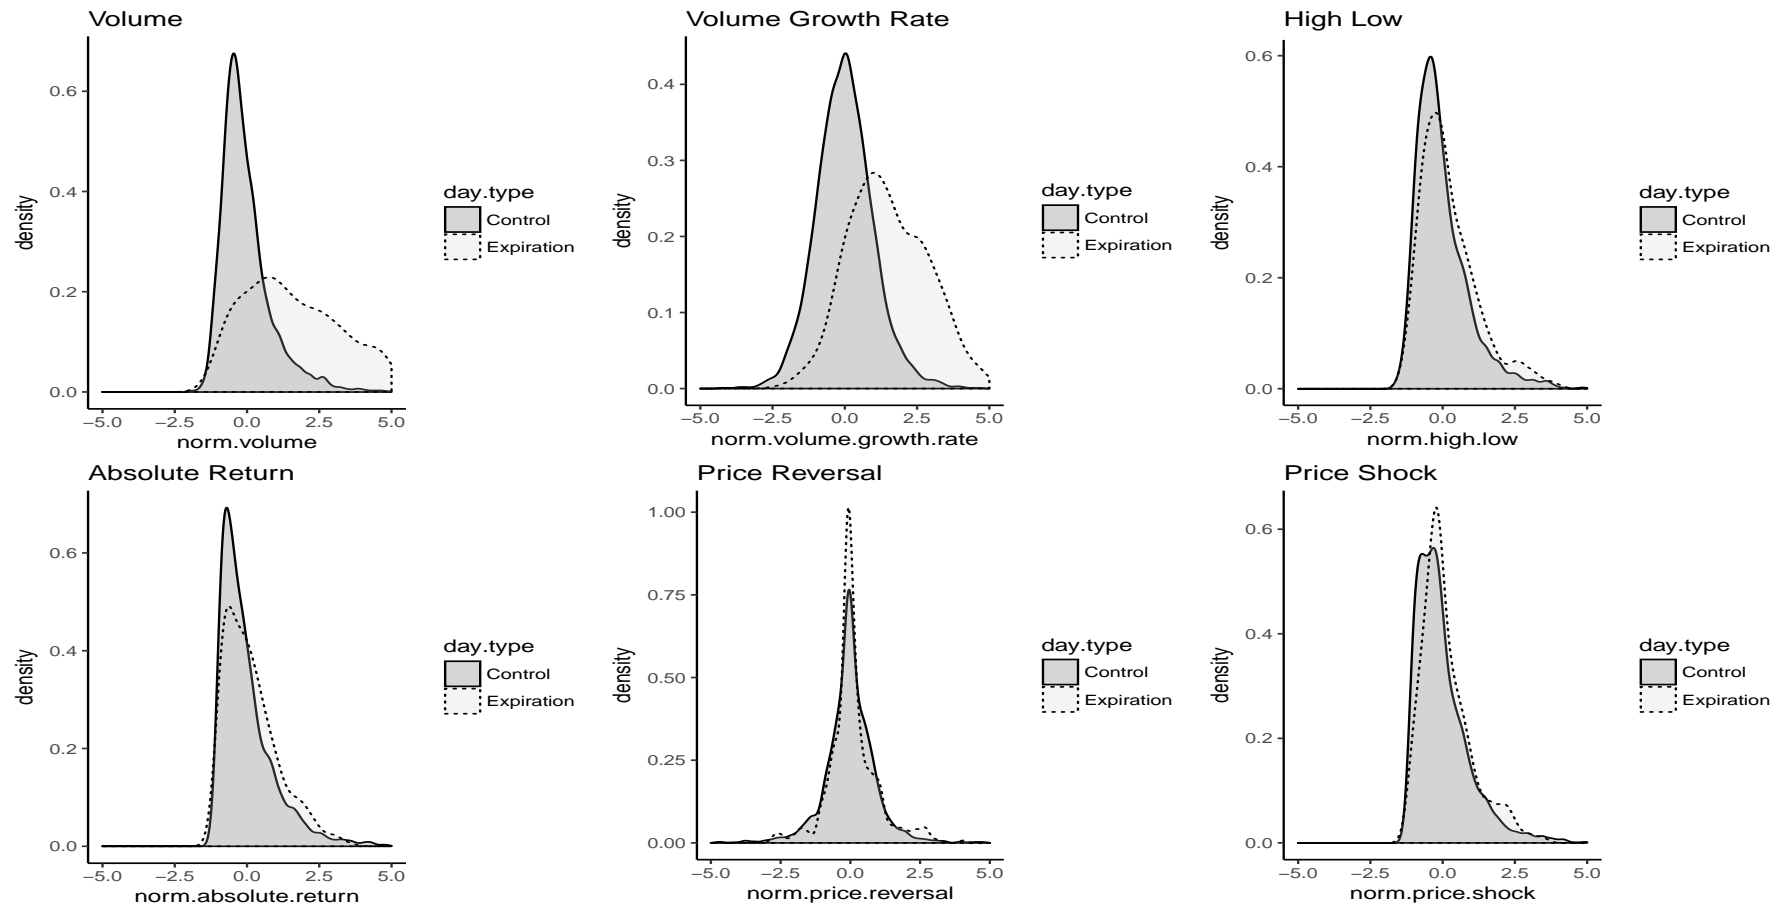 Volume
0.6
0.4
0.2
0.0
density
−5.0 −2.5 0.0 2.5 5.0
norm.volume
day.type
Control
Expiration
Volume Growth Rate
0.4
0.3
0.2
0.1
0.0
density
−5.0 −2.5 0.0 2.5 5.0
norm.volume.growth.rate
day.type
Control
Expiration
High Low
0.6
0.4
0.2
0.0
density
−5.0 −2.5 0.0 2.5 5.0
norm.high.low
day.type
Control
Expiration
Absolute Return
0.6
0.4
0.2
0.0
density
−5.0 −2.5 0.0 2.5 5.0
norm.absolute.return
day.type
Control
Expiration
Price Reversal
1.00
0.75
0.50
0.25
0.00
density
−5.0 −2.5 0.0 2.5 5.0
norm.price.reversal
day.type
Control
Expiration
Price Shock
0.6
0.4
0.2
0.0
density
−5.0 −2.5 0.0 2.5 5.0
norm.price.shock
day.type
Control
Expiration